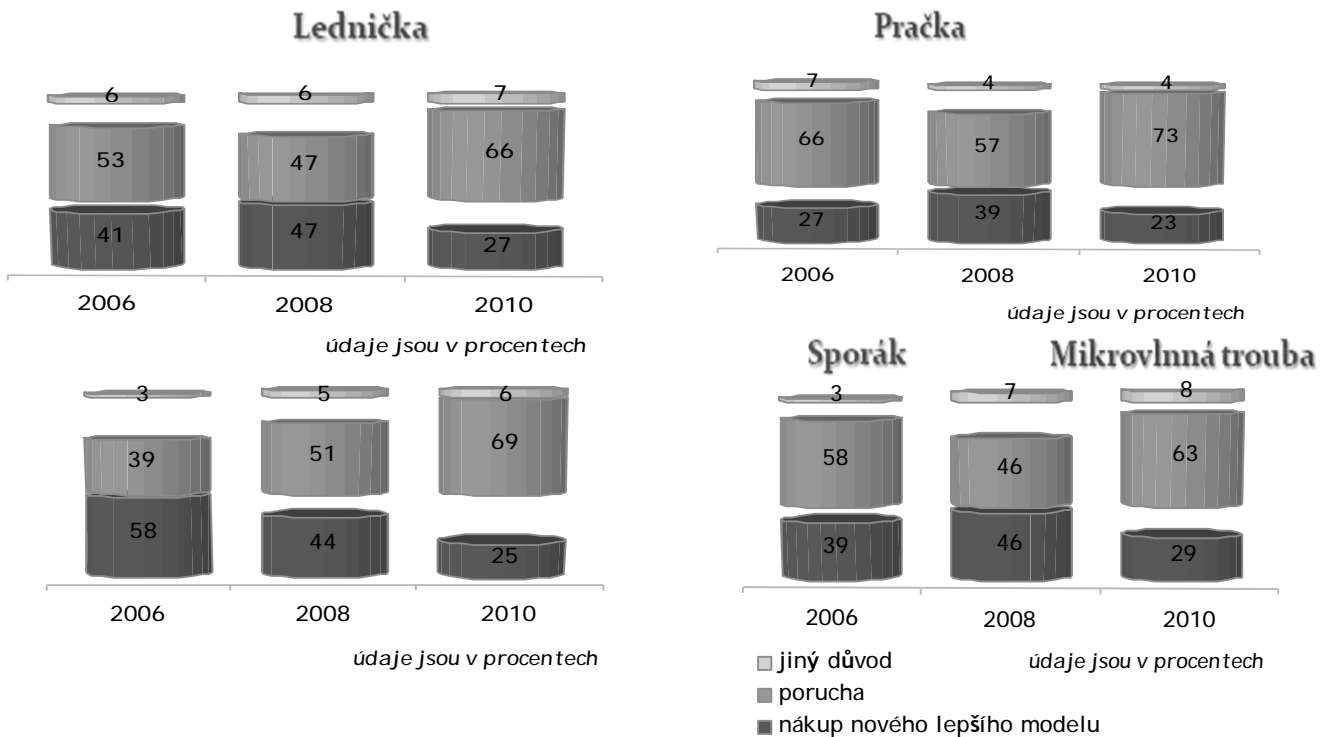 Lednička
6 6 7
53 47 66
41 47 27
2006 2008 2010
údaje jsou v procentech
Pračka
7 4 4
66 57 73
27 39 23
2006 2008 2010
údaje jsou v procentech
3 5 6
39 51 69
58 44 25
2006 2008 2010
údaje jsou v procentech
Sporák Mikrovlnná trouba
3 7 8
58 46 63
39 46 29
2006 2008 2010
údaje jsou v procentech
jiný důvod
porucha
nákup nového lepšího modelu